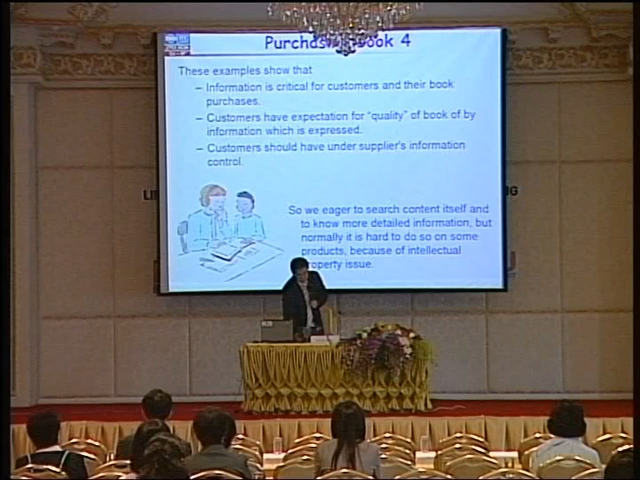 Purchas Book 4
These examples show that
– Information is critical for customers and their book
purchases.
– Customers have expectation for "quality" of book of by
information which is expressed.
– Customers should have under supplier's information
control.
So we eager to search content itself and
to know more detailed information, but
normally it is hard to do so on some
products, because of intellectual
roperty issue.